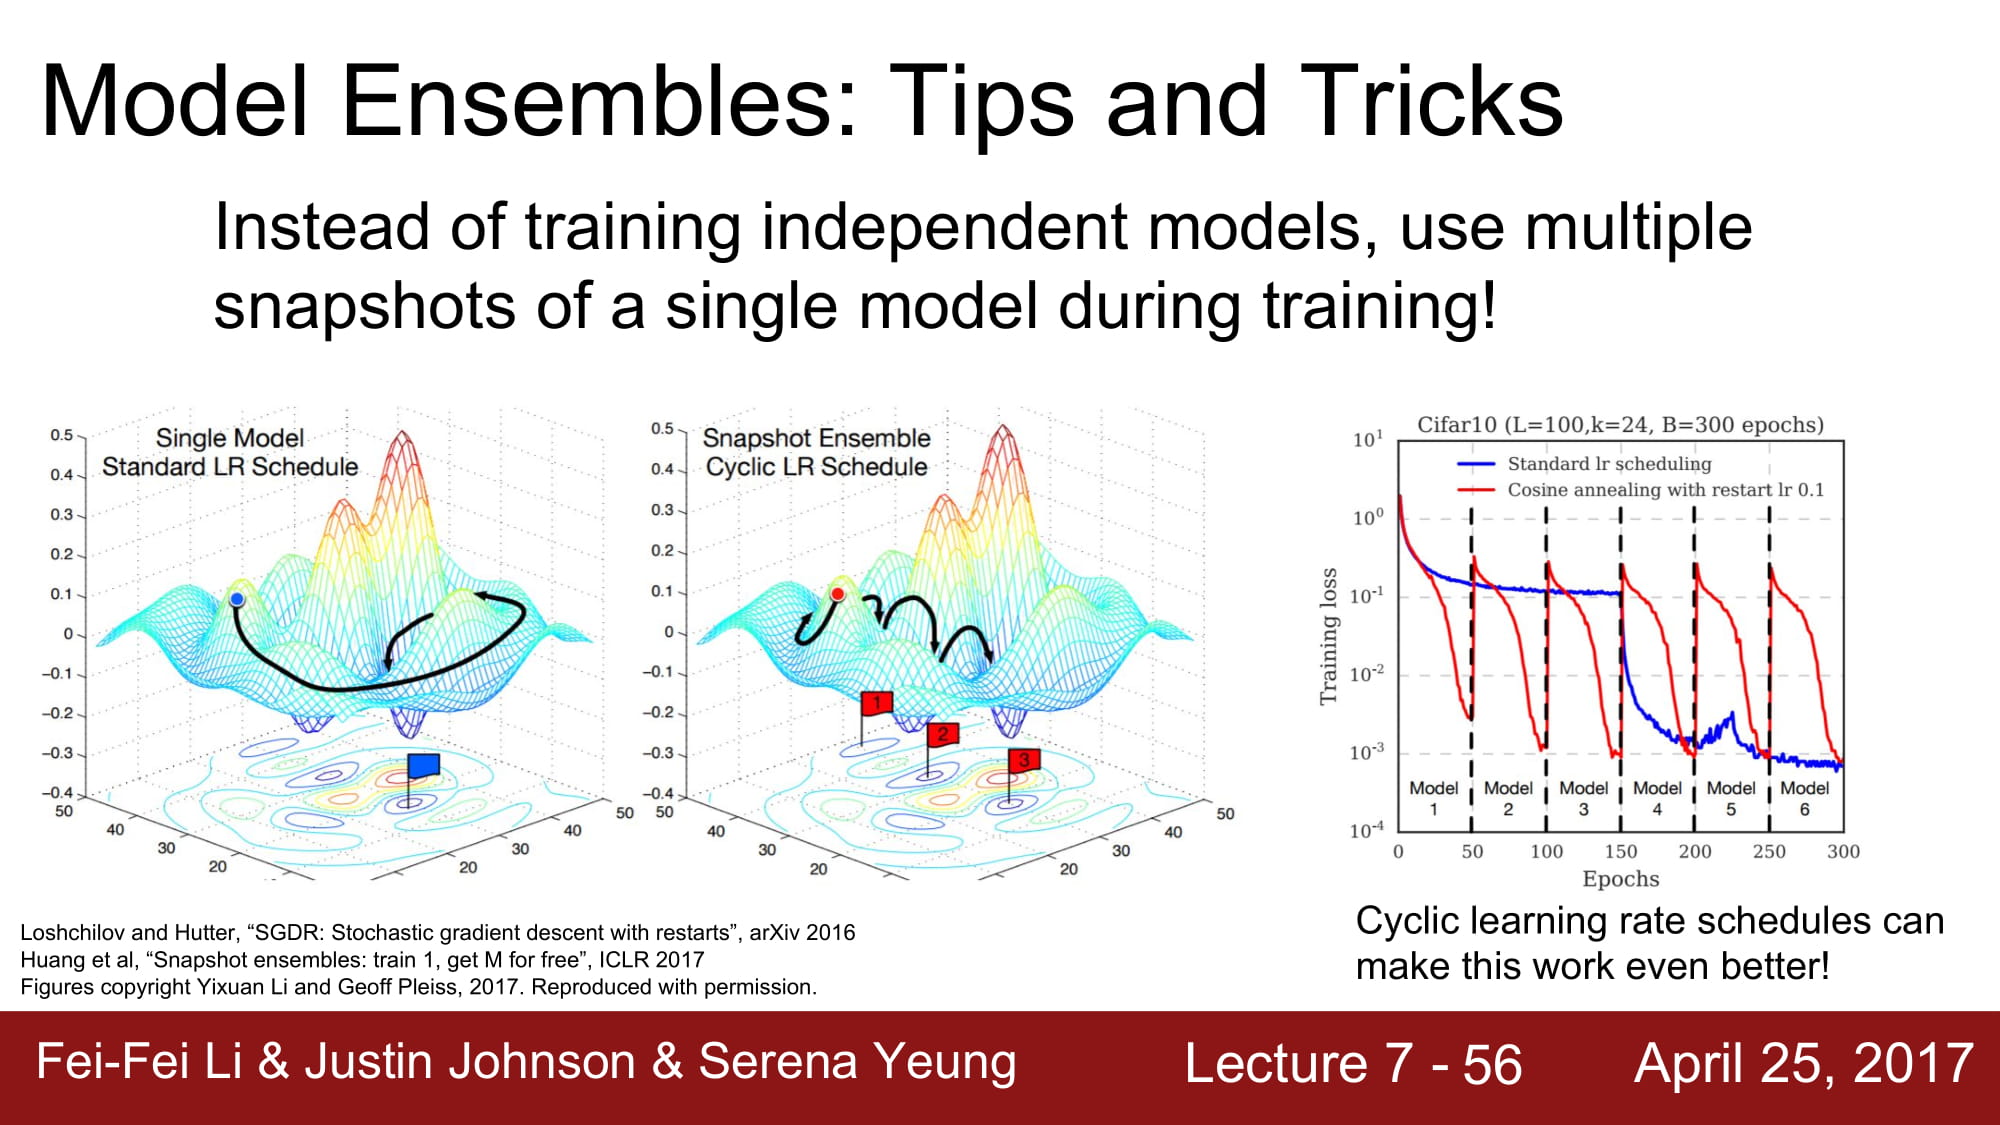 Model Ensembles: Tips and Tricks
Instead of training independent models, use multiple
snapshots of a single model during training!
Single Model
Standard LR Schedule
0.5
0.4
0.3
0.2
0.1
0
−0.1
−0.2
−0.3
−0.4
50
40
30
20
20
30
40
50
Snapshot Ensemble
Cyclic LR Schedule
0.5
0.4
0.3
0.2
0.1
0
−0.1
−0.2
−0.3
−0.4
50
40
30
20
20
30
40
50
1
2
3
Cifar10 (L=100,k=24, B=300 epochs)
Standard lr scheduling
Cosine annealing with restart lr 0.1
Training loss
10^1
10^0
10^-1
10^-2
10^-3
10^-4
Model 1
Model 2
Model 3
Model 4
Model 5
Model 6
0 50 100 150 200 250 300
Epochs
Cyclic learning rate schedules can
make this work even better!
Loshchilov and Hutter, “SGDR: Stochastic gradient descent with restarts”, arXiv 2016
Huang et al, “Snapshot ensembles: train 1, get M for free”, ICLR 2017
Figures copyright Yixuan Li and Geoff Pleiss, 2017. Reproduced with permission.
Fei-Fei Li & Justin Johnson & Serena Yeung
Lecture 7 - 56
April 25, 2017